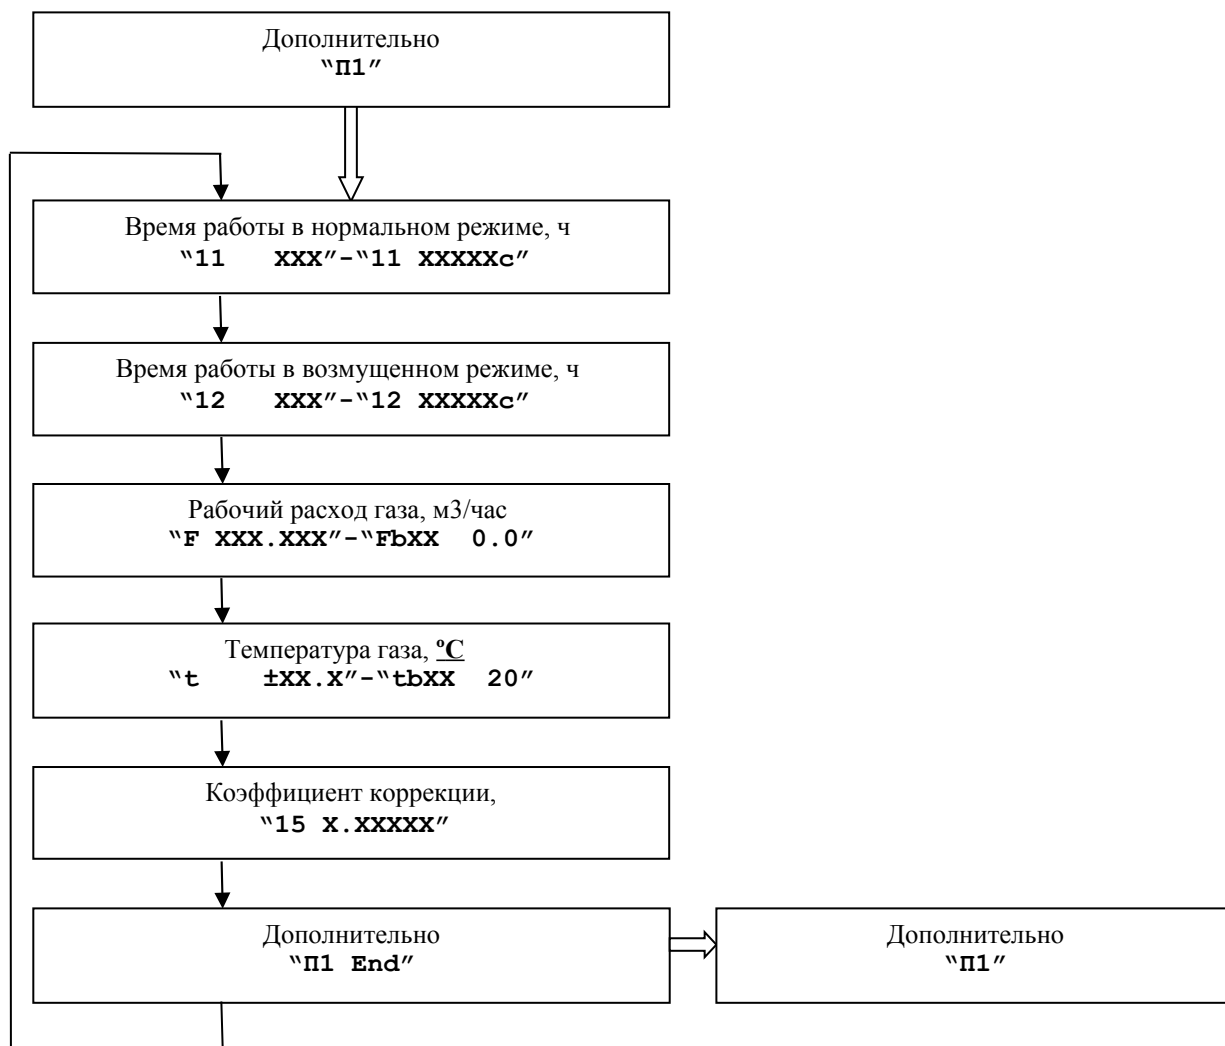 Дополнительно
“П1”
Время работы в нормальном режиме, ч
“11   XXX”-“11 XXXXXc”
Время работы в возмущенном режиме, ч
“12   XXX”-“12 XXXXXc”
Рабочий расход газа, м3/час
“F XXX.XXX”-“FbXX  0.0”
Температура газа, ºС
“t   ±XX.X”-“tbXX  20”
Коэффициент коррекции,
“15 X.XXXXX”
Дополнительно
“П1 End”
Дополнительно
“П1”